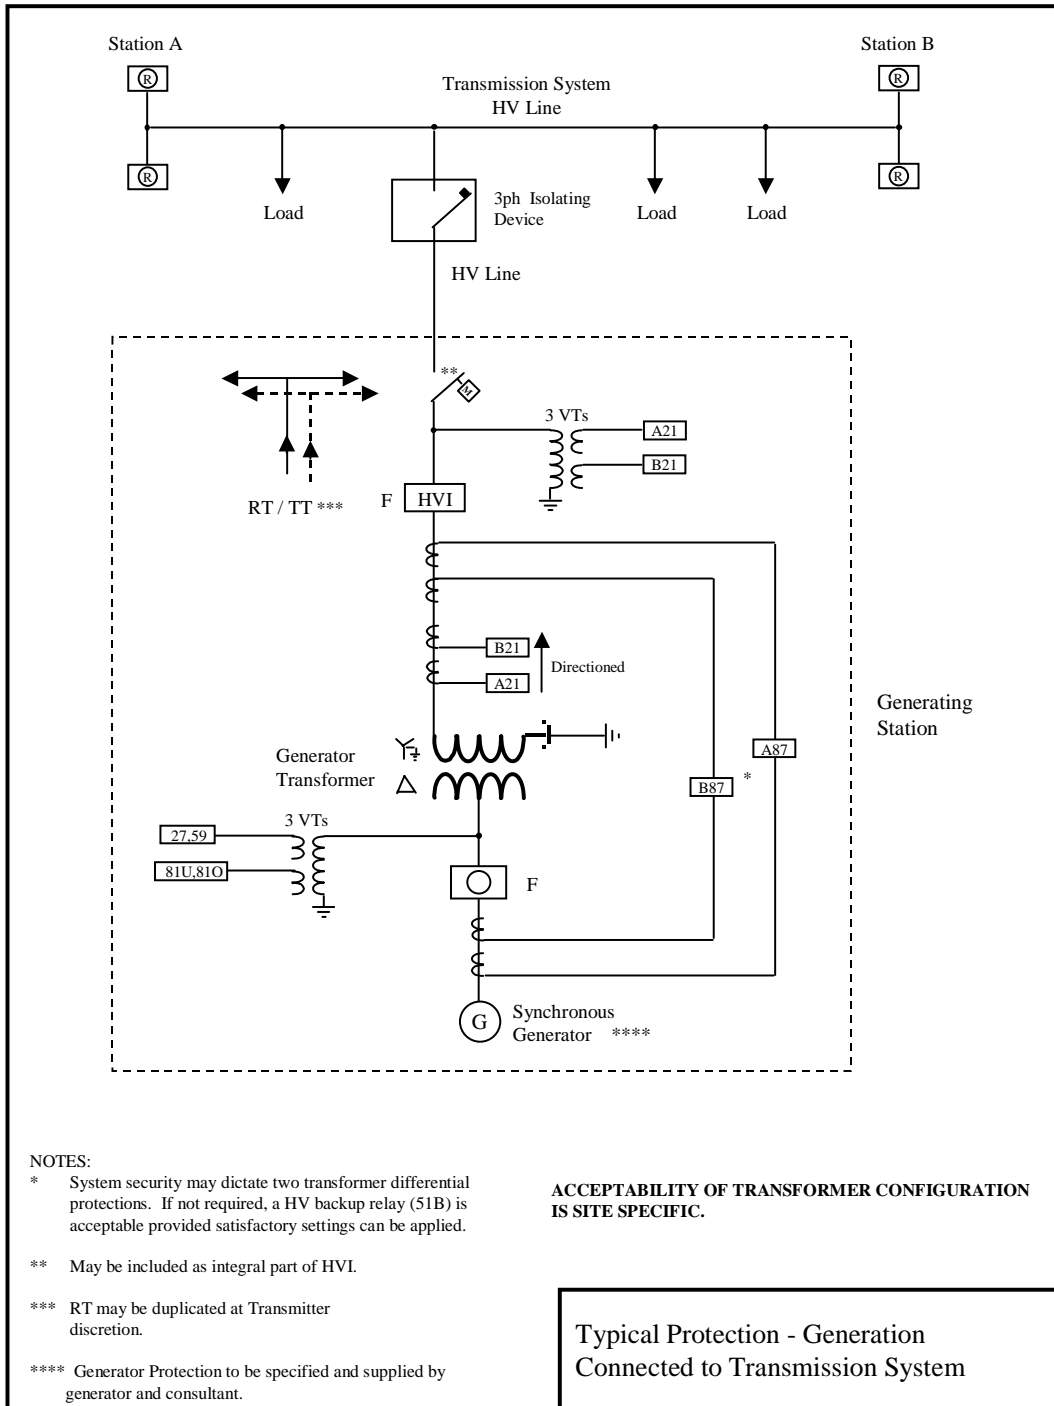 Station A
Station B
R
R
Transmission System
HV Line
R
R
Load
3ph Isolating
Device
Load
Load
HV Line
**
M
3 VTs
A21
B21
RT / TT ***
F
HVI
B21
Directioned
A21
Generating
Station
Generator
Transformer
A87
B87
*
3 VTs
27,59
81U,81O
F
G
Synchronous
Generator ****
NOTES:
* System security may dictate two transformer differential
protections. If not required, a HV backup relay (51B) is
acceptable provided satisfactory settings can be applied.
** May be included as integral part of HVI.
*** RT may be duplicated at Transmitter
discretion.
**** Generator Protection to be specified and supplied by
generator and consultant.
ACCEPTABILITY OF TRANSFORMER CONFIGURATION
IS SITE SPECIFIC.
Typical Protection - Generation
Connected to Transmission System